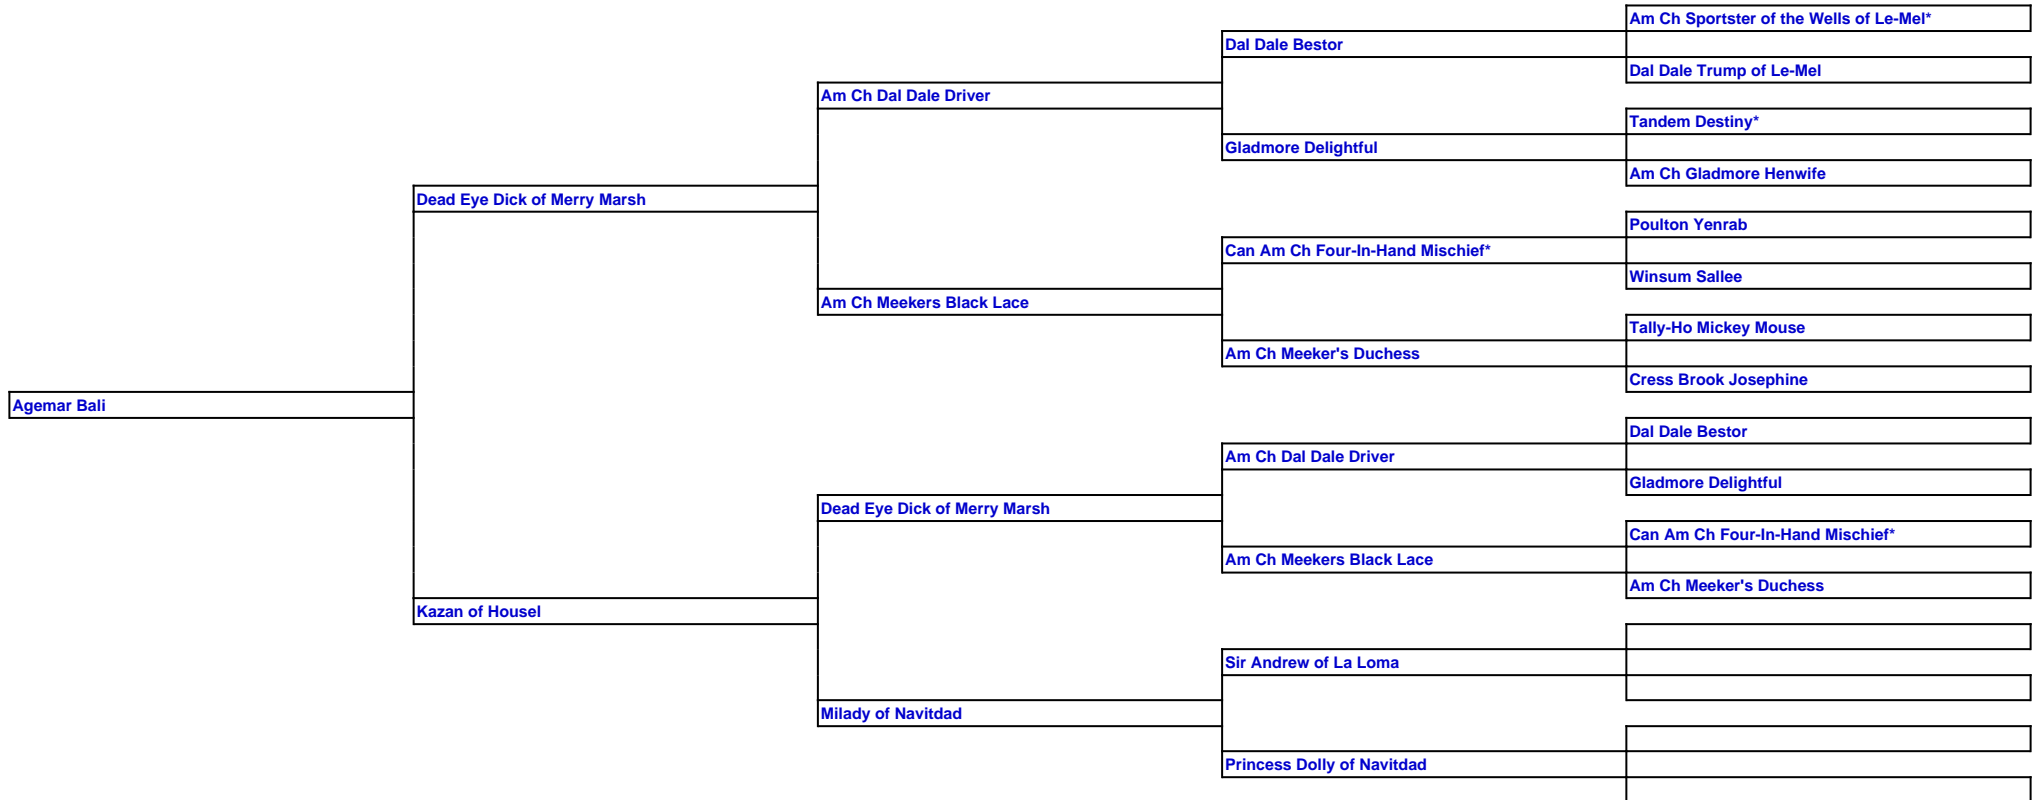 Am Ch Sportster of the Wells of Le-Mel*
Dal Dale Bestor
Dal Dale Trump of Le-Mel
Am Ch Dal Dale Driver
Tandem Destiny*
Gladmore Delightful
Am Ch Gladmore Henwife
Dead Eye Dick of Merry Marsh
Poulton Yenrab
Can Am Ch Four-In-Hand Mischief*
Winsum Sallee
Am Ch Meekers Black Lace
Tally-Ho Mickey Mouse
Am Ch Meeker's Duchess
Cress Brook Josephine
Agemar Bali
Dal Dale Bestor
Am Ch Dal Dale Driver
Gladmore Delightful
Dead Eye Dick of Merry Marsh
Can Am Ch Four-In-Hand Mischief*
Am Ch Meekers Black Lace
Am Ch Meeker's Duchess
Kazan of Housel
Sir Andrew of La Loma
Milady of Navitdad
Princess Dolly of Navitdad